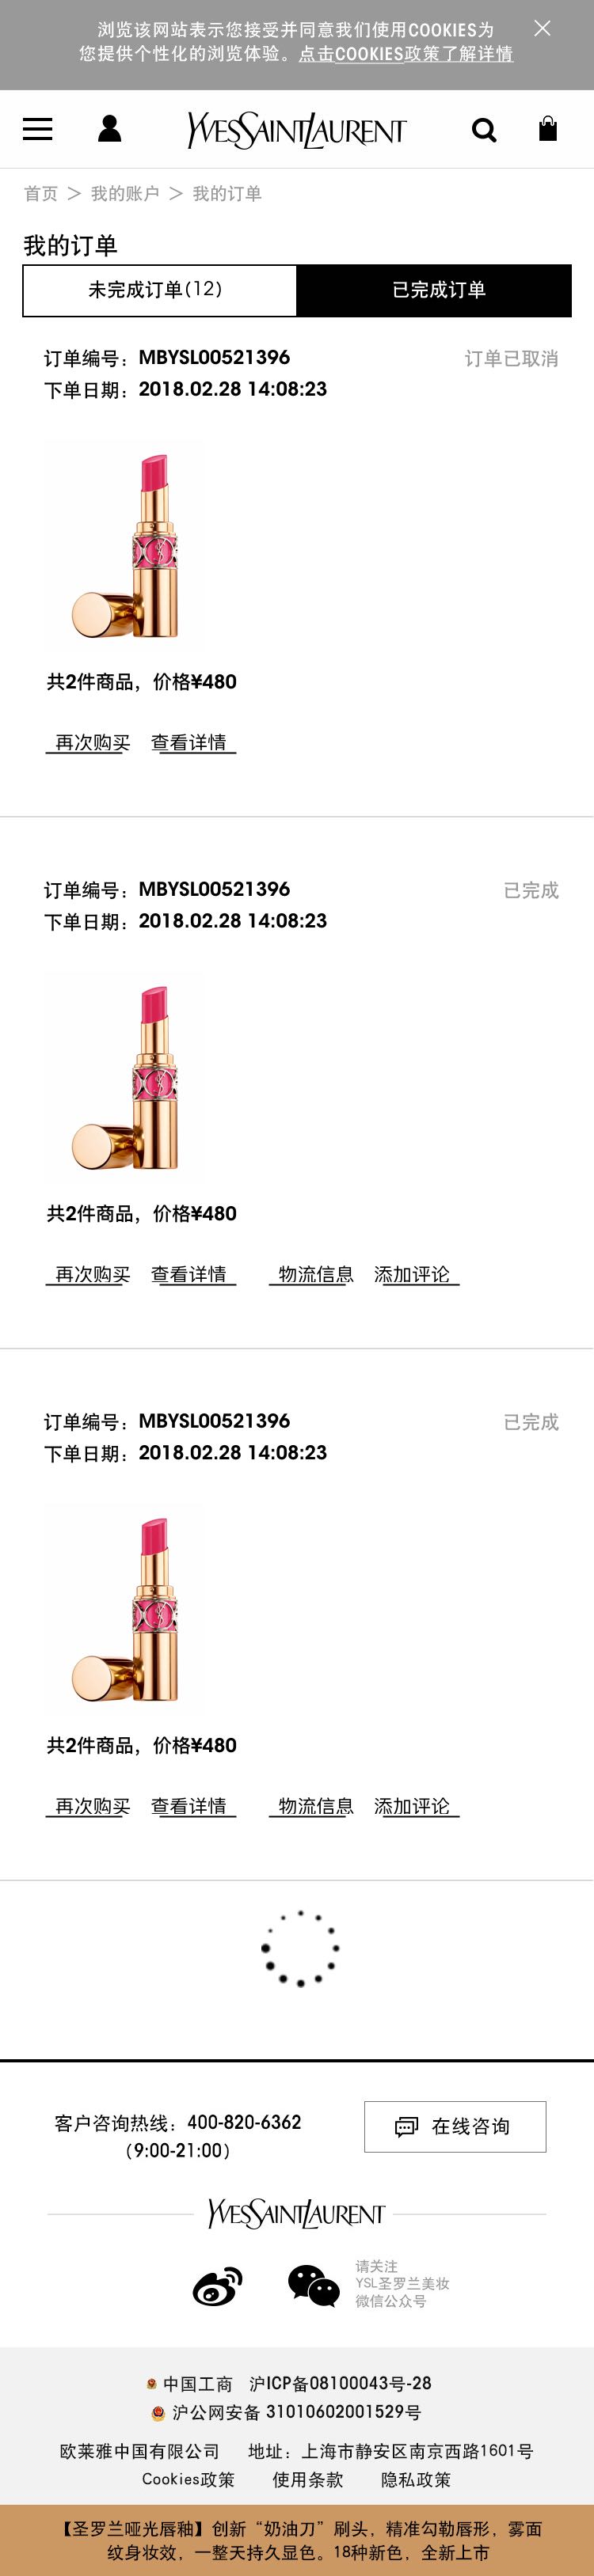 浏览该网站表示您接受并同意我们使用COOKIES为
您提供个性化的浏览体验。点击COOKIES政策了解详情
YVESSAINTLAURENT
首页 > 我的账户 > 我的订单
我的订单
未完成订单(12) 已完成订单
订单编号：MBYSL00521396 订单已取消
下单日期：2018.02.28 14:08:23
共2件商品，价格¥480
再次购买 查看详情
订单编号：MBYSL00521396 已完成
下单日期：2018.02.28 14:08:23
共2件商品，价格¥480
再次购买 查看详情 物流信息 添加评论
订单编号：MBYSL00521396 已完成
下单日期：2018.02.28 14:08:23
共2件商品，价格¥480
再次购买 查看详情 物流信息 添加评论
客户咨询热线：400-820-6362 在线咨询
（9:00-21:00）
YVESSAINTLAURENT
请关注
YSL圣罗兰美妆
微信公众号
中国工商 沪ICP备08100043号-28
沪公网安备 31010602001529号
欧莱雅中国有限公司 地址：上海市静安区南京西路1601号
Cookies政策 使用条款 隐私政策
【圣罗兰哑光唇釉】创新“奶油刀”刷头，精准勾勒唇形，雾面
纹身妆效，一整天持久显色。18种新色，全新上市